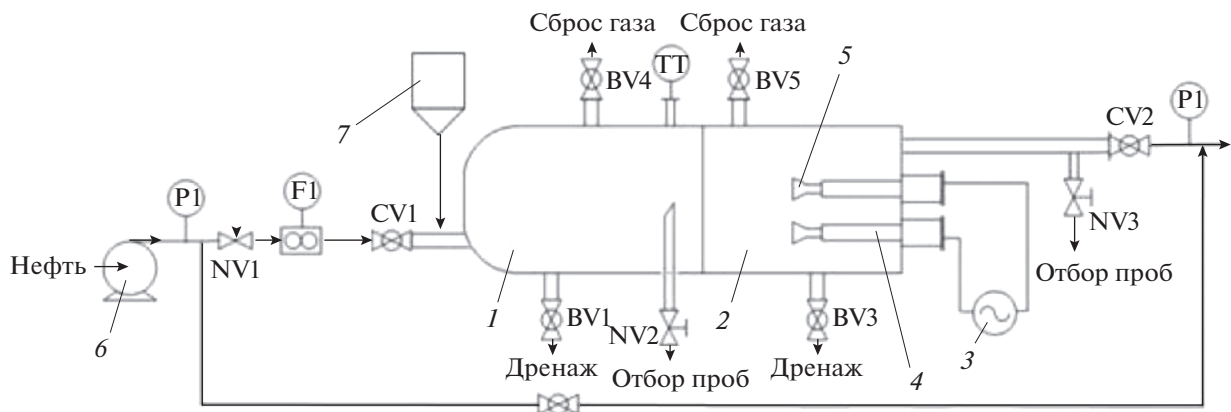 Сброс газа
Сброс газа
5
TT
BV4
BV5
7
P1
CV2
F1
P1
CV1
NV3
Нефть
NV1
Отбор проб
1
BV1
NV2
2
BV3
6
3
Дренаж
Отбор проб
Дренаж
4